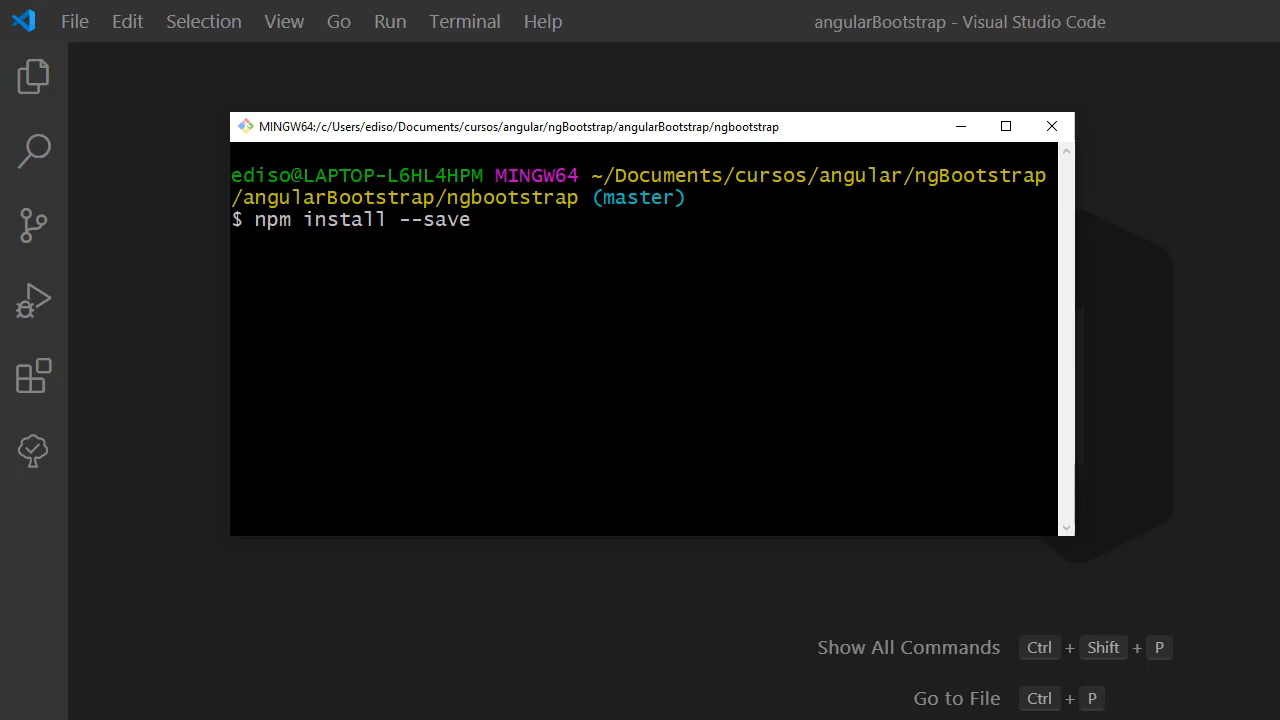 File Edit Selection View Go Run Terminal Help angularBootstrap - Visual Studio Code
MINGW64:/c/Users/ediso/Documents/cursos/angular/ngBootstrap/angularBootstrap/ngbootstrap
ediso@LAPTOP-L6HL4HPM MINGW64 ~/Documents/cursos/angular/ngBootstrap
/angularBootstrap/ngbootstrap (master)
$ npm install --save
Show All Commands Ctrl + Shift + P
Go to File Ctrl + P